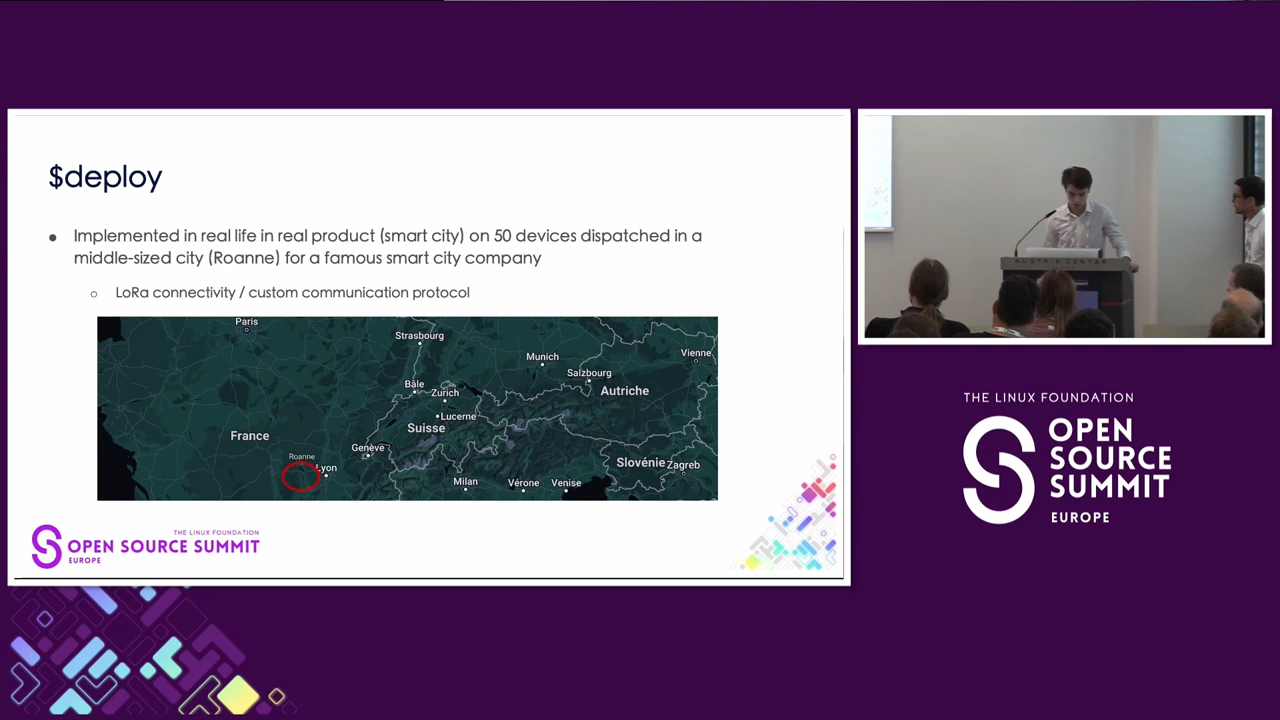 $deploy
● Implemented in real life in real product (smart city) on 50 devices dispatched in a
middle-sized city (Roanne) for a famous smart city company
○ LoRa connectivity / custom communication protocol
Paris
Strasbourg
Munich
Vienne
Salzbourg
Autriche
Bâle
Zurich
Lucerne
Suisse
France
Genève
Roanne
Lyon
Milan
Vérone
Venise
Slovénie
Zagreb
THE LINUX FOUNDATION
OPEN SOURCE SUMMIT
EUROPE
AUSTRIA CENTER
THE LINUX FOUNDATION
OPEN
SOURCE
SUMMIT
EUROPE